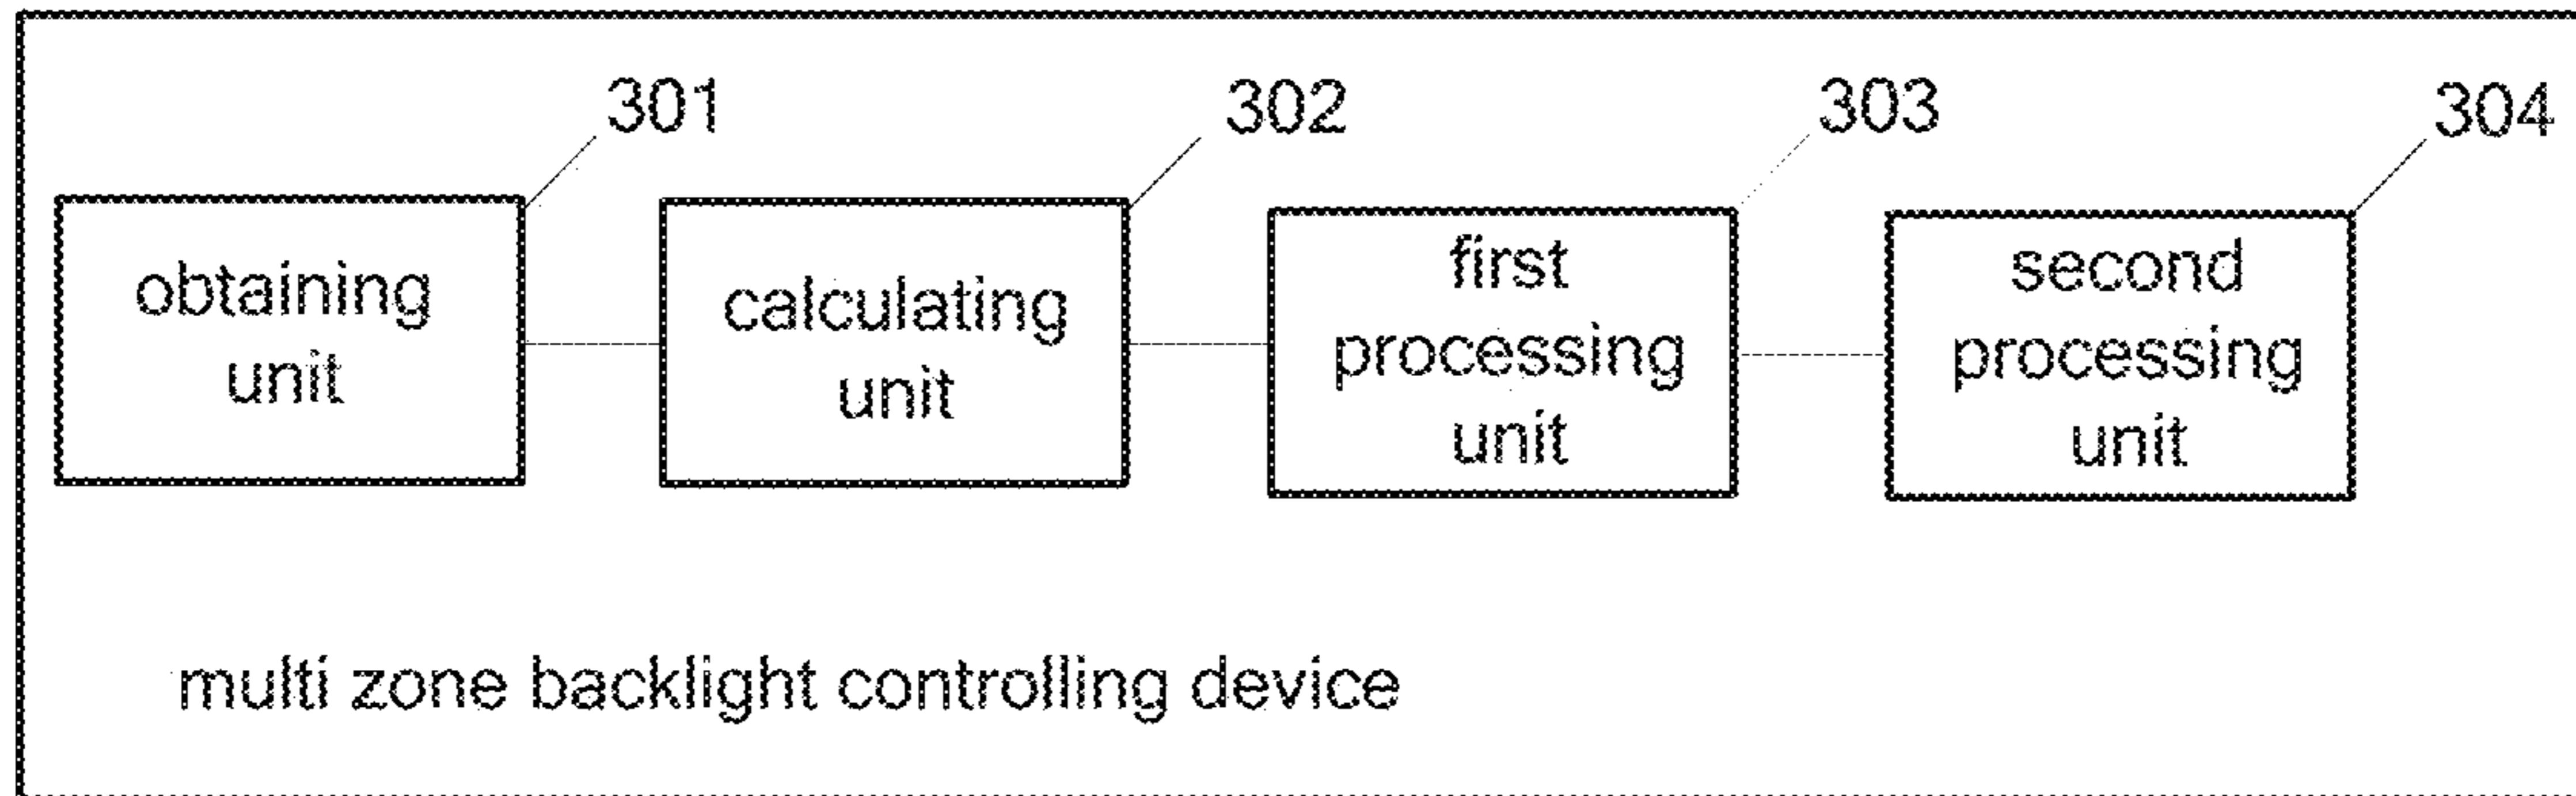 301
302
303
304
obtaining
unit
calculating
unit
first
processing
unit
second
processing
unit
multi zone backlight controlling device